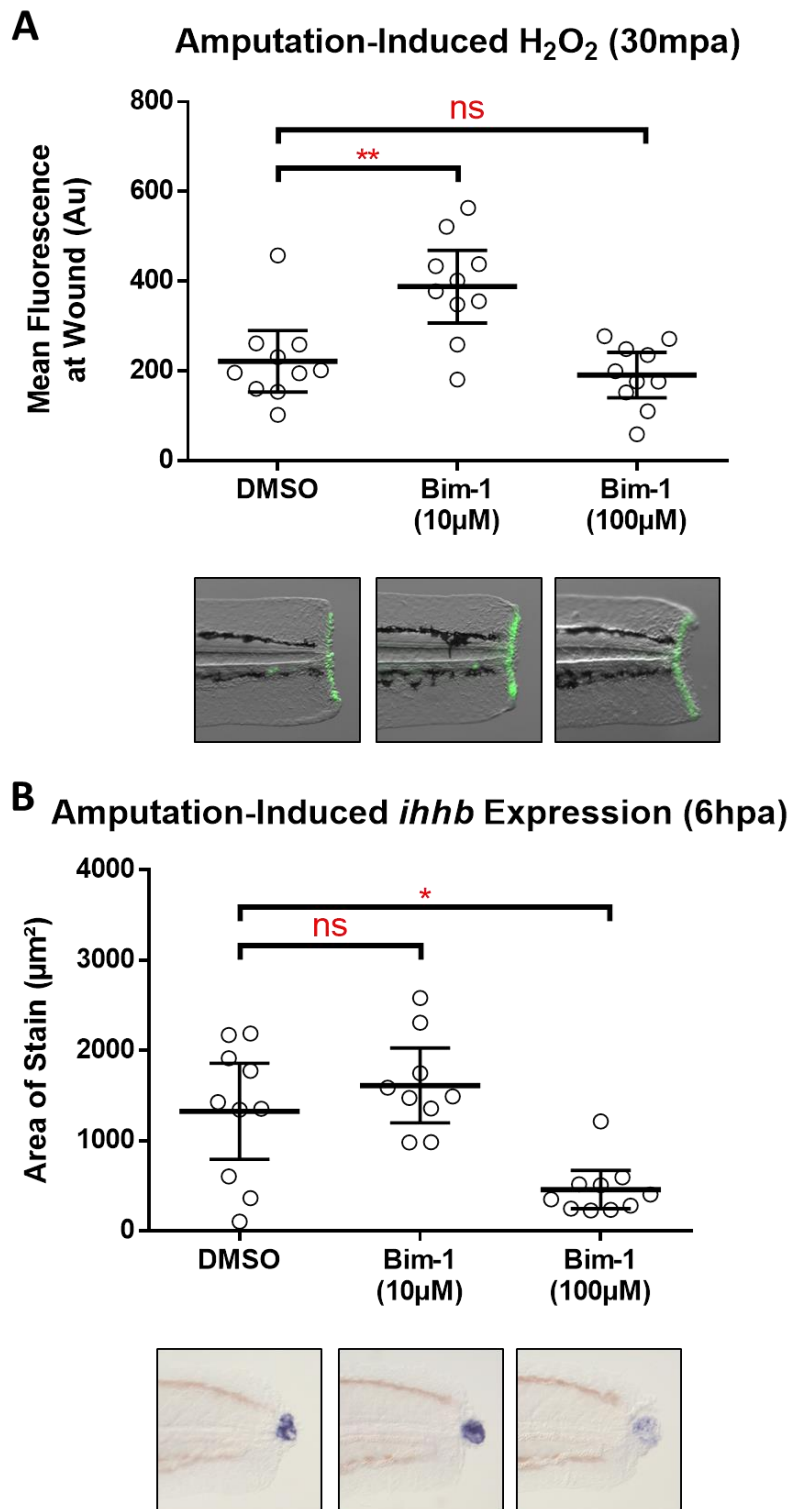 A
Amputation-Induced H₂O₂ (30mpa)
Mean Fluorescence
at Wound (Au)
800
600
400
200
0
ns
**
DMSO
Bim-1
(10µM)
Bim-1
(100µM)
B
Amputation-Induced ihhb Expression (6hpa)
Area of Stain (µm²)
4000
3000
2000
1000
0
*
ns
DMSO
Bim-1
(10µM)
Bim-1
(100µM)